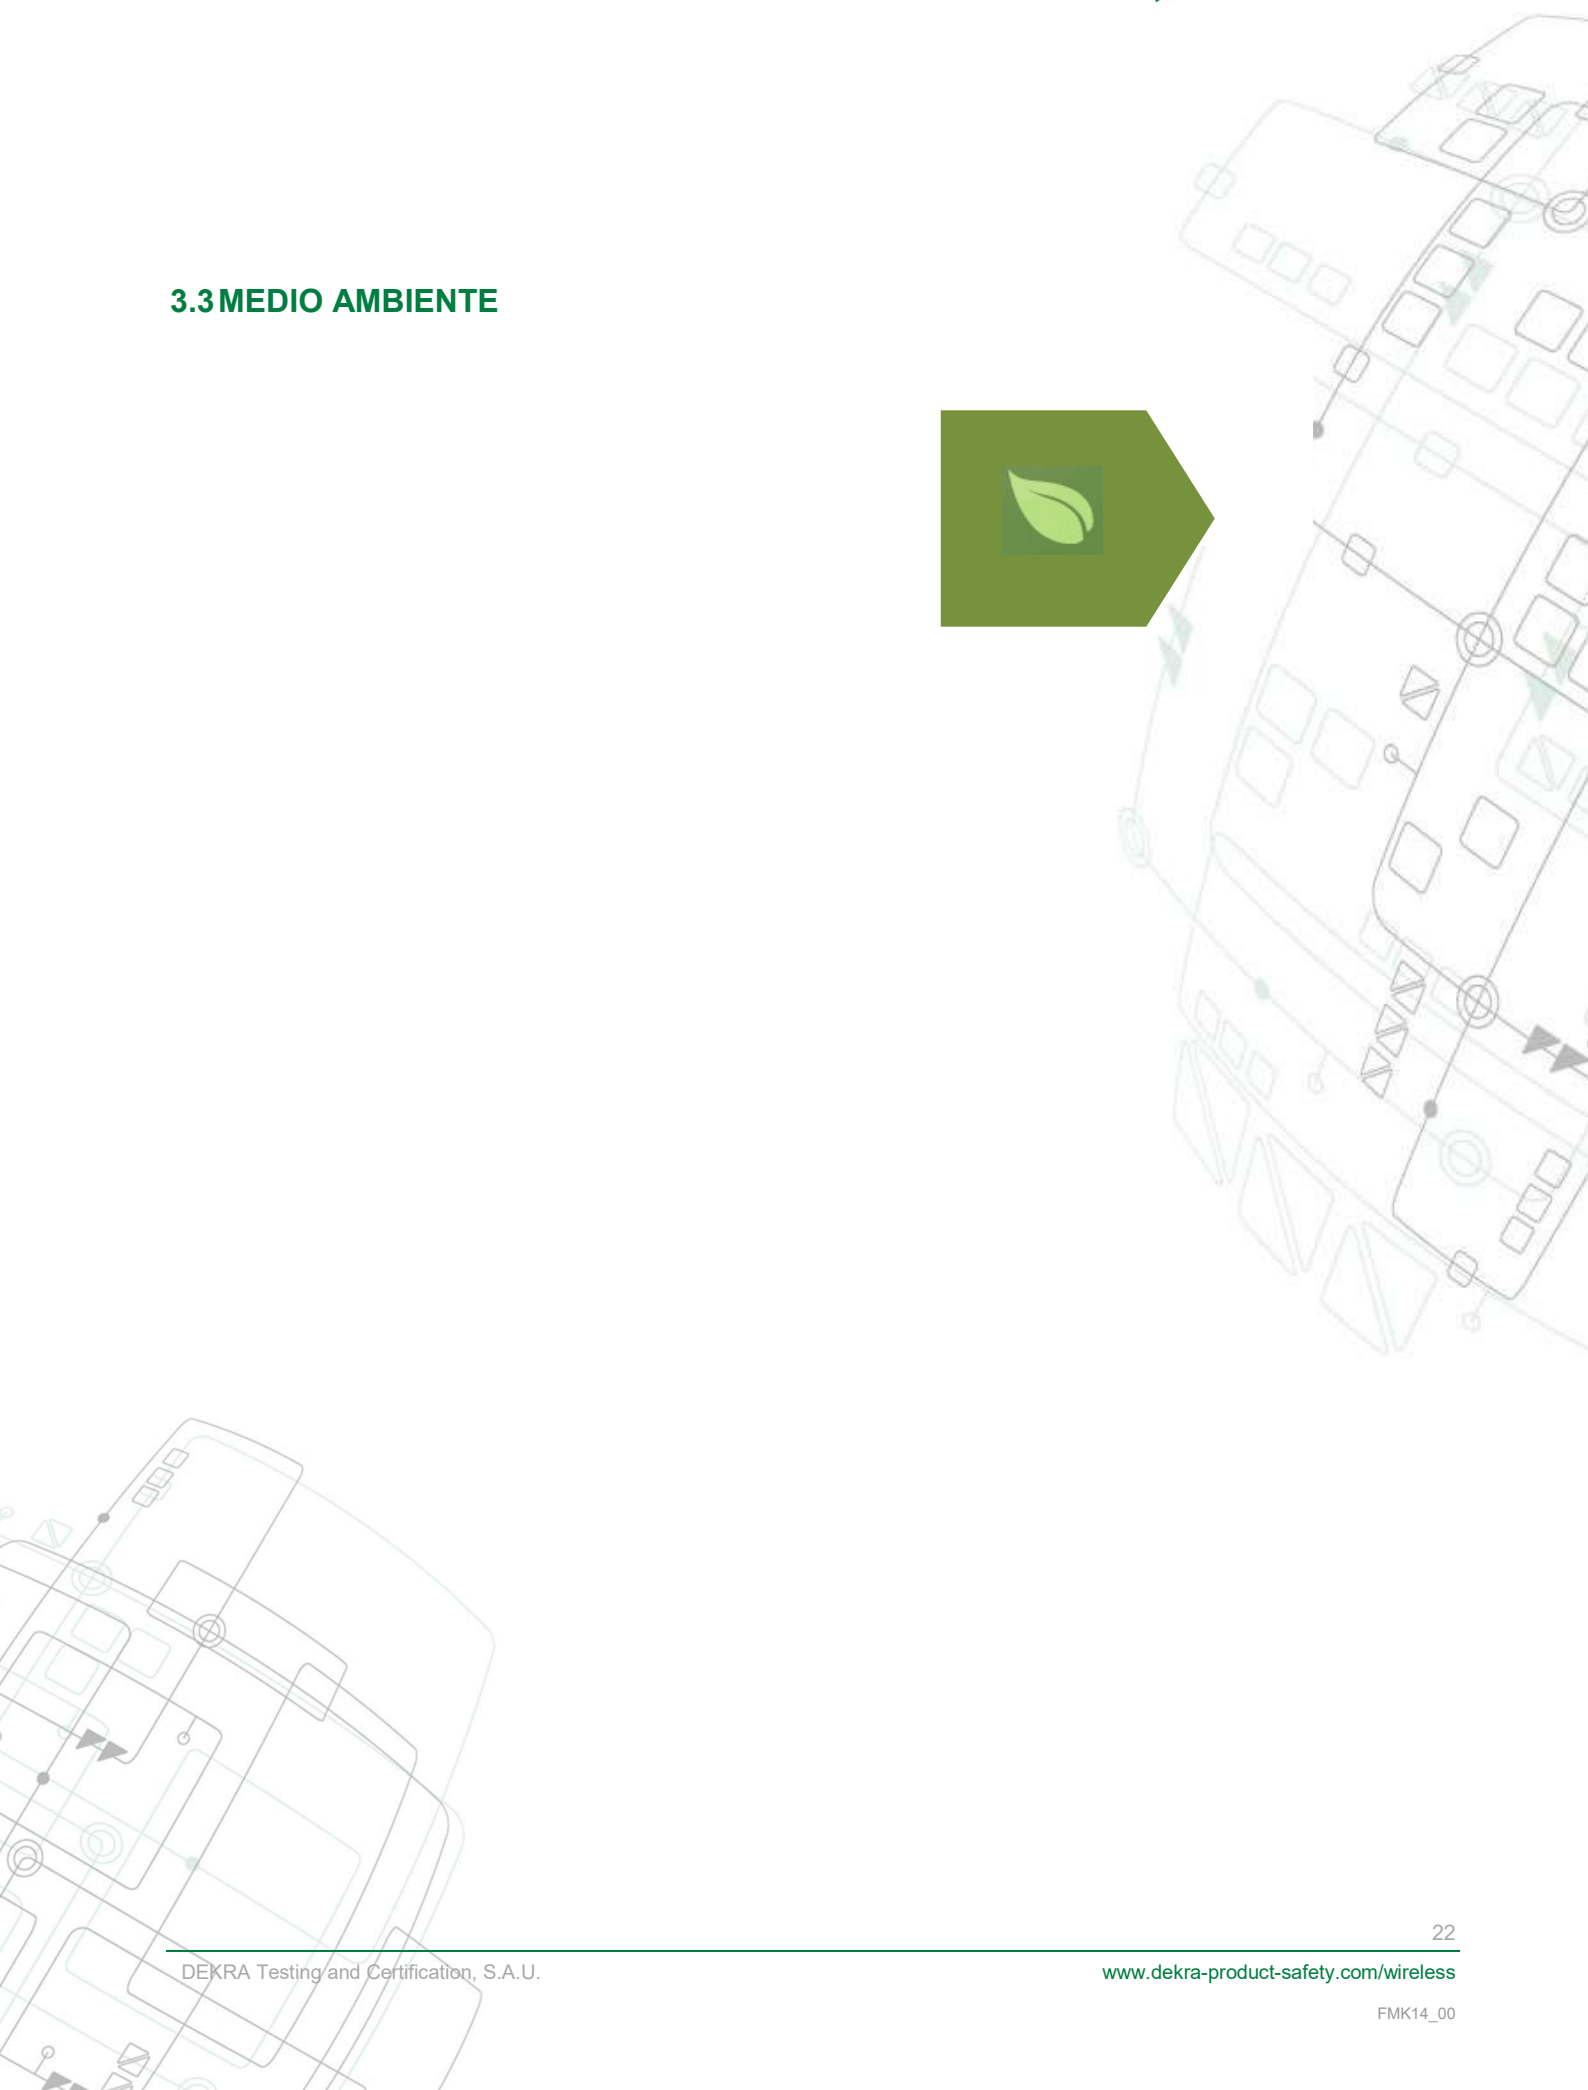 3.3 MEDIO AMBIENTE
22
DEKRA Testing and Certification, S.A.U.
www.dekra-product-safety.com/wireless
FMK14_00